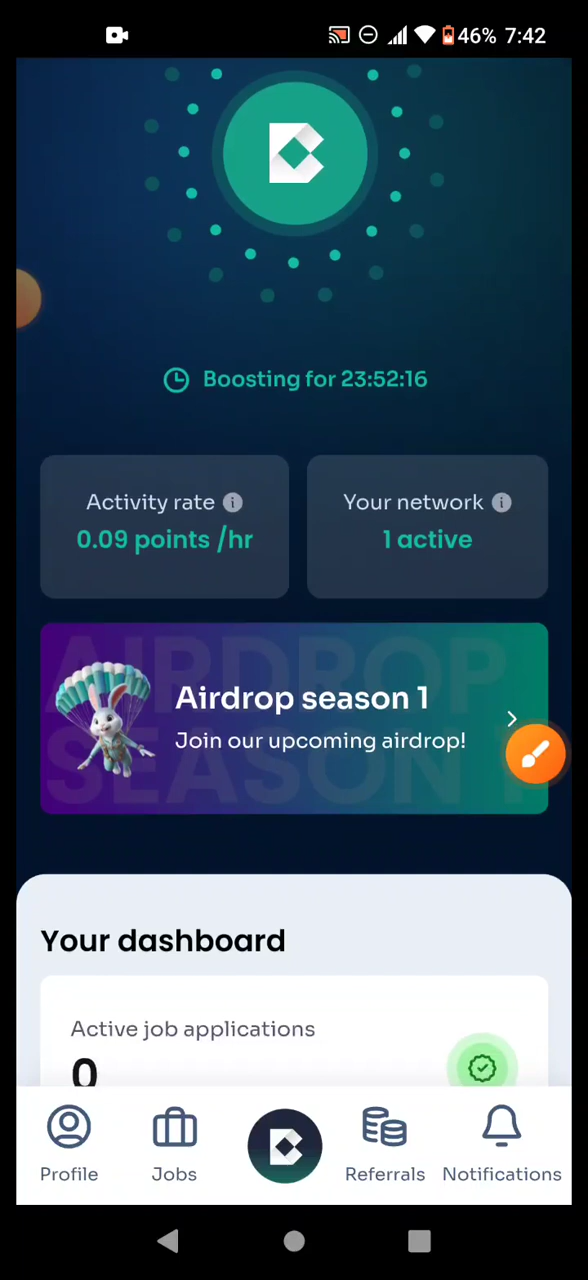 46% 7:42
Boosting for 23:52:16
Activity rate
0.09 points /hr
Your network
1 active
AIRDROP
SEASON 1
Airdrop season 1
Join our upcoming airdrop!
Your dashboard
Active job applications
0
Profile
Jobs
Referrals
Notifications